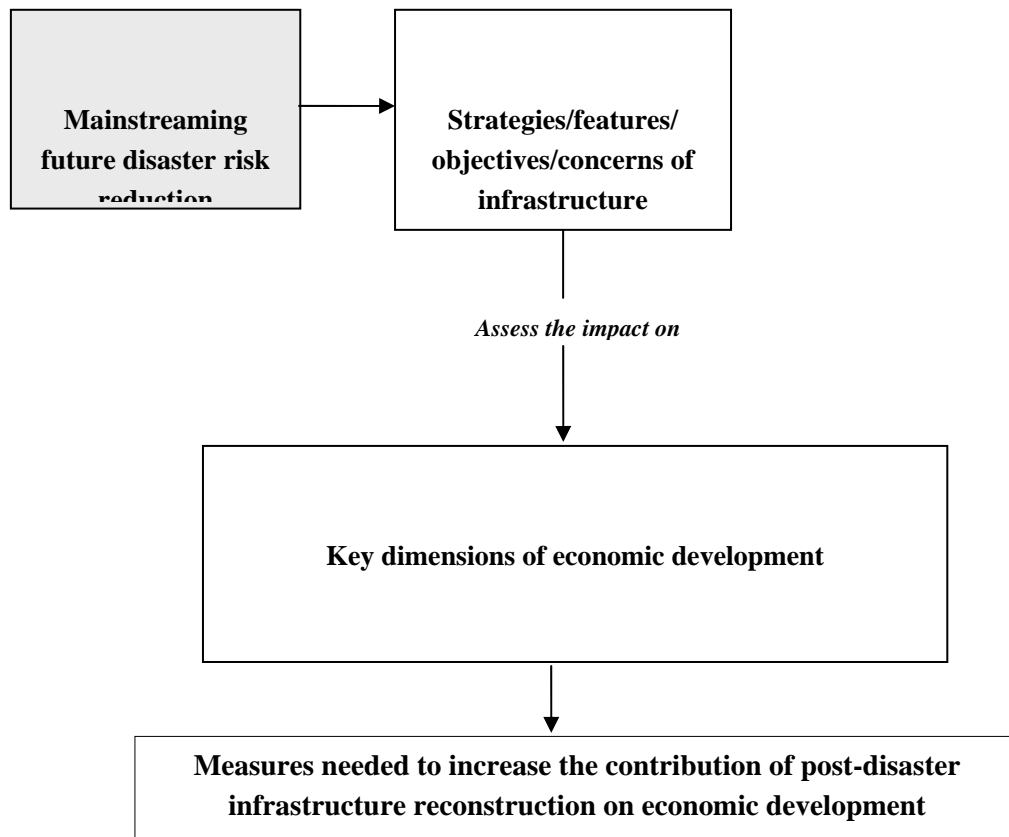 Mainstreaming
future disaster risk
reduction
Strategies/features/
objectives/concerns of
infrastructure
Assess the impact on
Key dimensions of economic development
Measures needed to increase the contribution of post-disaster
infrastructure reconstruction on economic development